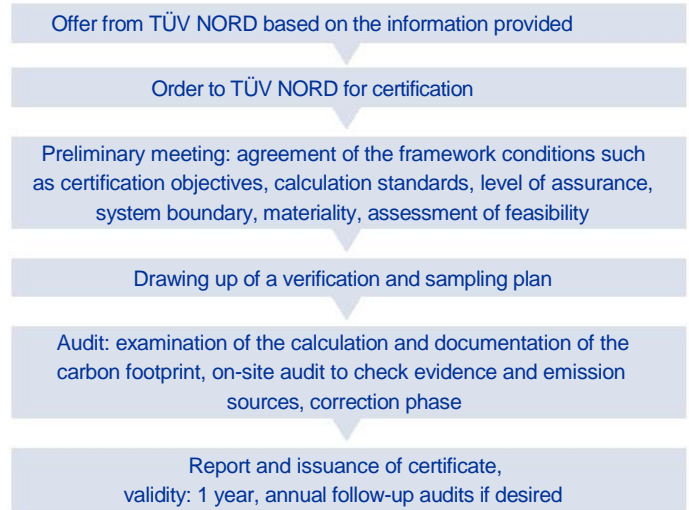 Offer from TÜV NORD based on the information provided
Order to TÜV NORD for certification
Preliminary meeting: agreement of the framework conditions such
as certification objectives, calculation standards, level of assurance,
system boundary, materiality, assessment of feasibility
Drawing up of a verification and sampling plan
Audit: examination of the calculation and documentation of the
carbon footprint, on-site audit to check evidence and emission
sources, correction phase
Report and issuance of certificate,
validity: 1 year, annual follow-up audits if desired